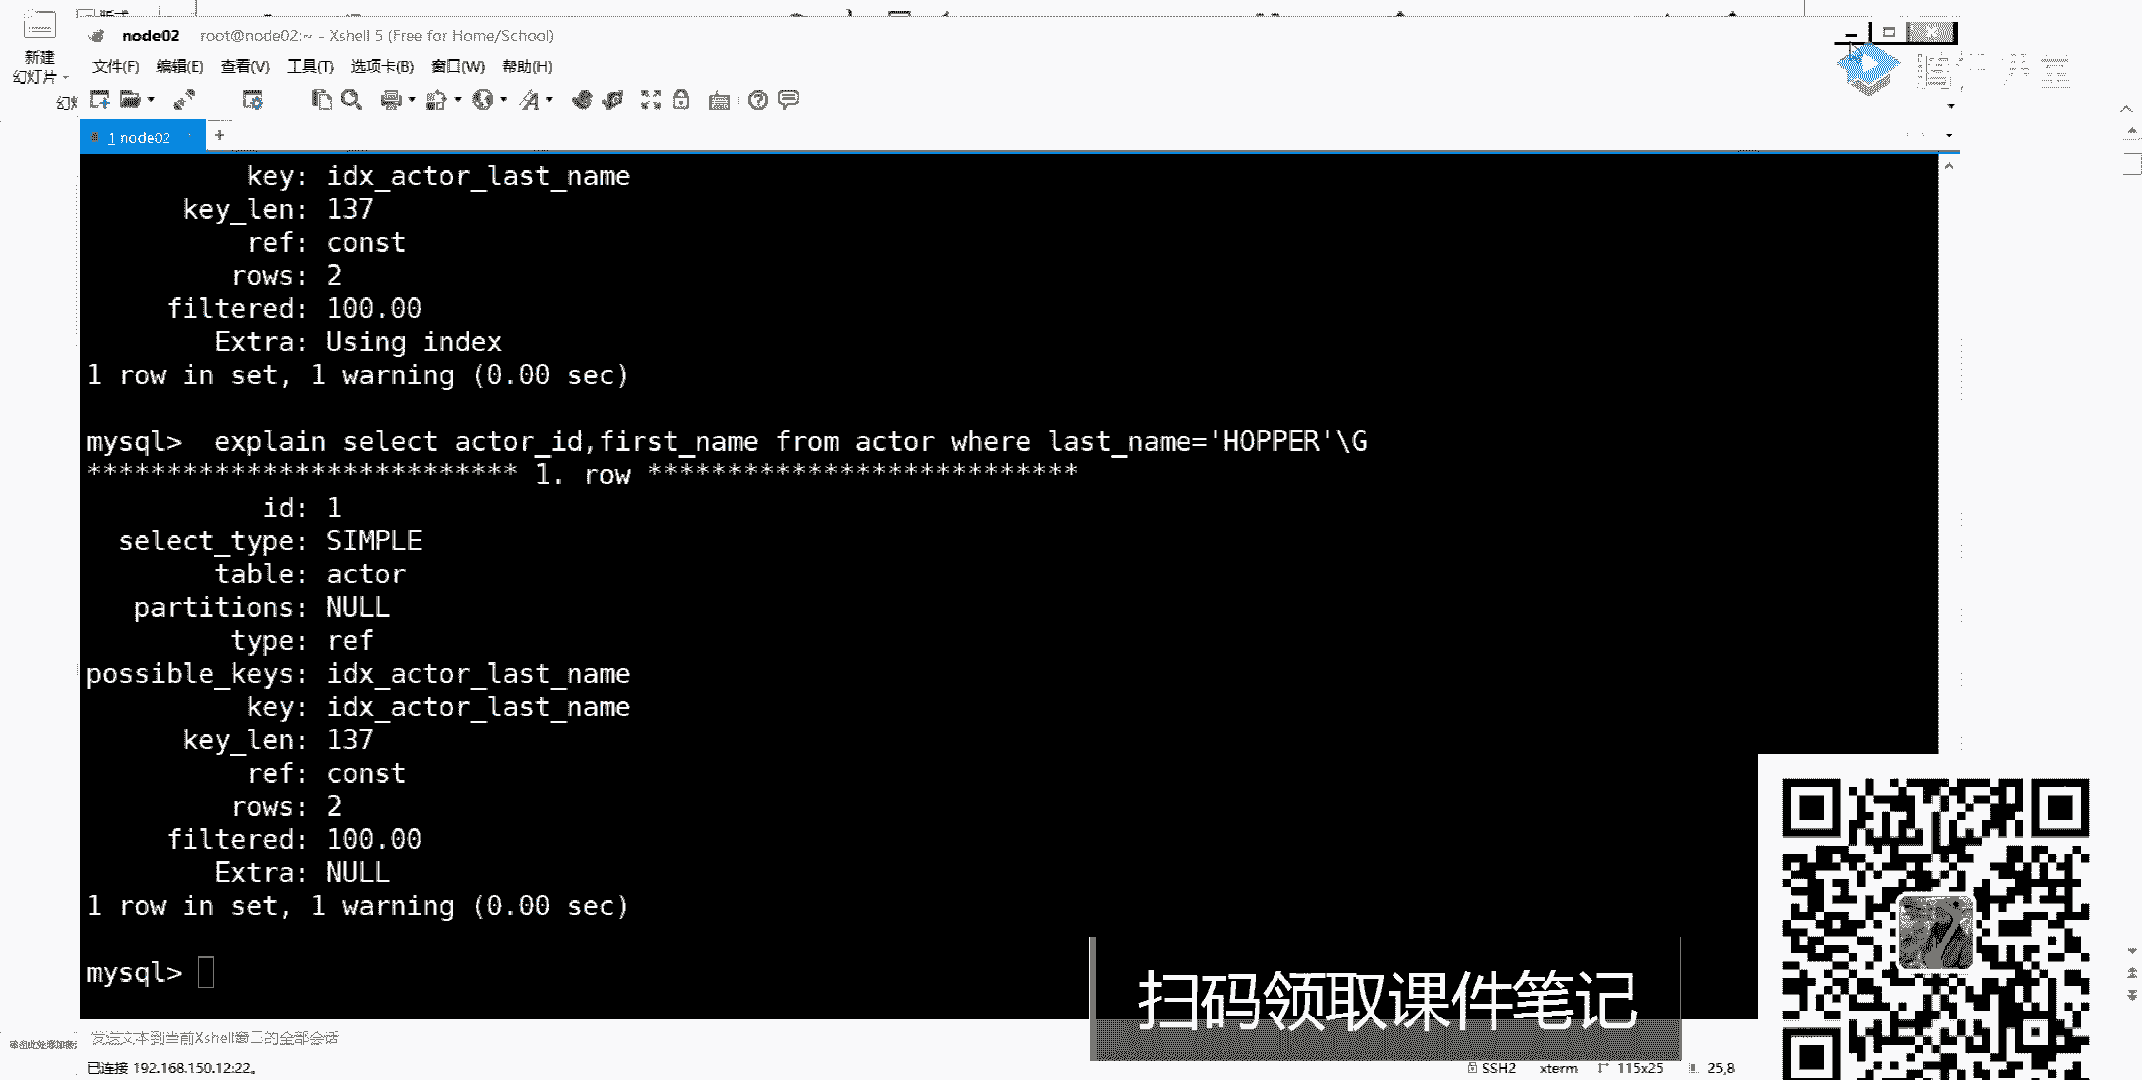 新建
幻灯片
node02 root@node02:~ - Xshell 5 (Free for Home/School)
文件(F) 编辑(E) 查看(V) 工具(T) 选项卡(B) 窗口(W) 帮助(H)
1 node02 +
key: idx_actor_last_name
key_len: 137
ref: const
rows: 2
filtered: 100.00
Extra: Using index
1 row in set, 1 warning (0.00 sec)
mysql>  explain select actor_id,first_name from actor where last_name='HOPPER'\G
*************************** 1. row ***************************
id: 1
select_type: SIMPLE
table: actor
partitions: NULL
type: ref
possible_keys: idx_actor_last_name
key: idx_actor_last_name
key_len: 137
ref: const
rows: 2
filtered: 100.00
Extra: NULL
1 row in set, 1 warning (0.00 sec)
mysql>
扫码领取课件笔记
发送文本到当前Xshell窗口的全部会话
已连接 192.168.150.12:22。
SSH2 xterm 115x25 25,8